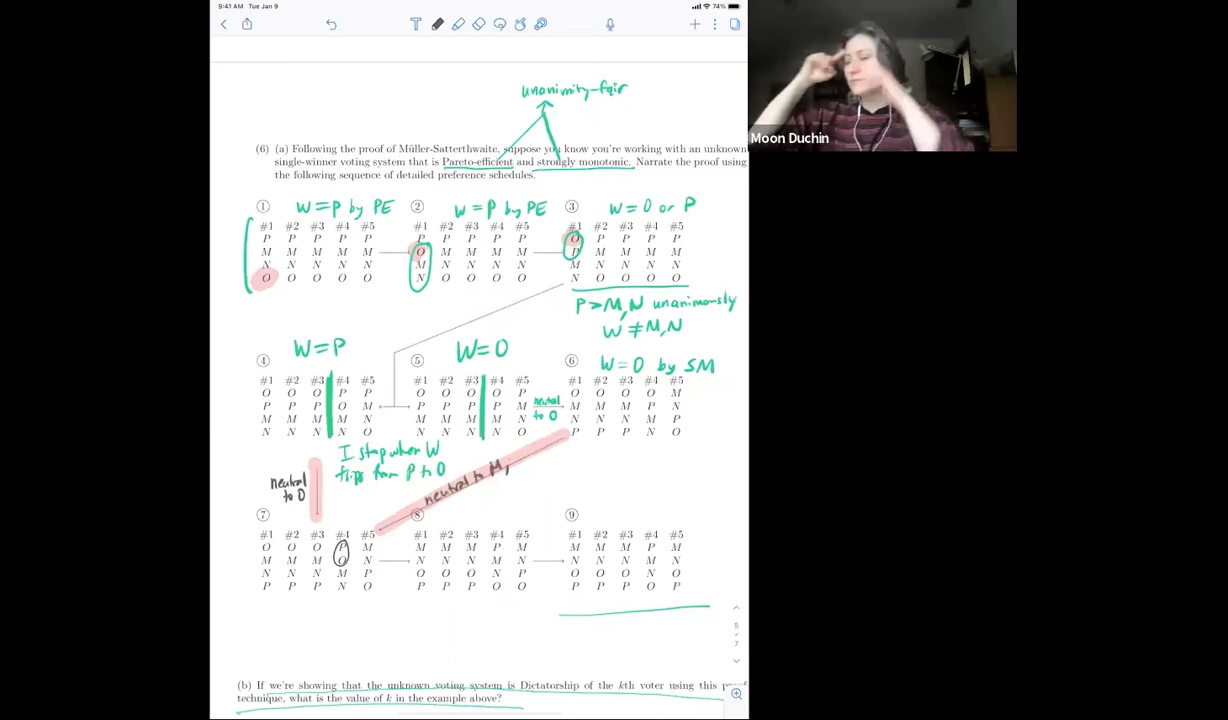 9:41 AM Tue Jan 9
74%
unanimity-fair
(6) (a) Following the proof of Müller-Satterthwaite, suppose you know you're working with an unknown
single-winner voting system that is Pareto-efficient and strongly monotonic. Narrate the proof using
the following sequence of detailed preference schedules.
① W=P by PE ② W=P by PE ③ W=O or P
#1 #2 #3 #4 #5 #1 #2 #3 #4 #5 #1 #2 #3 #4 #5
P P P P P P P P P P O P P P P
M M M M M O M M M M P M M M M
N N N N N M N N N N M N N N N
O O O O O N O O O O N O O O O
P > M, N unanimously
W ≠ M, N
W=P W=O
④ ⑤ ⑥ W=O by SM
#1 #2 #3 #4 #5 #1 #2 #3 #4 #5 #1 #2 #3 #4 #5
O O O P P O O O O P O O O O M
P P P O M P P P P M neutral M M M P N
M M M M N M M M M N to O N N N M P
N N N N O N N N N O P P P N O
I stop when W
flips from P to O
neutral to M,
neutral
to O
⑦ ⑧ ⑨
#1 #2 #3 #4 #5 #1 #2 #3 #4 #5 #1 #2 #3 #4 #5
O O O P M M M M P M M M M P M
M M M O N N N N M N N N N M N
N N N M P O O O N P O O O N O
P P P N O P P P O O P P P O P
(b) If we're showing that the unknown voting system is Dictatorship of the kth voter using this
technique, what is the value of k in the example above?
5
7
Moon Duchin